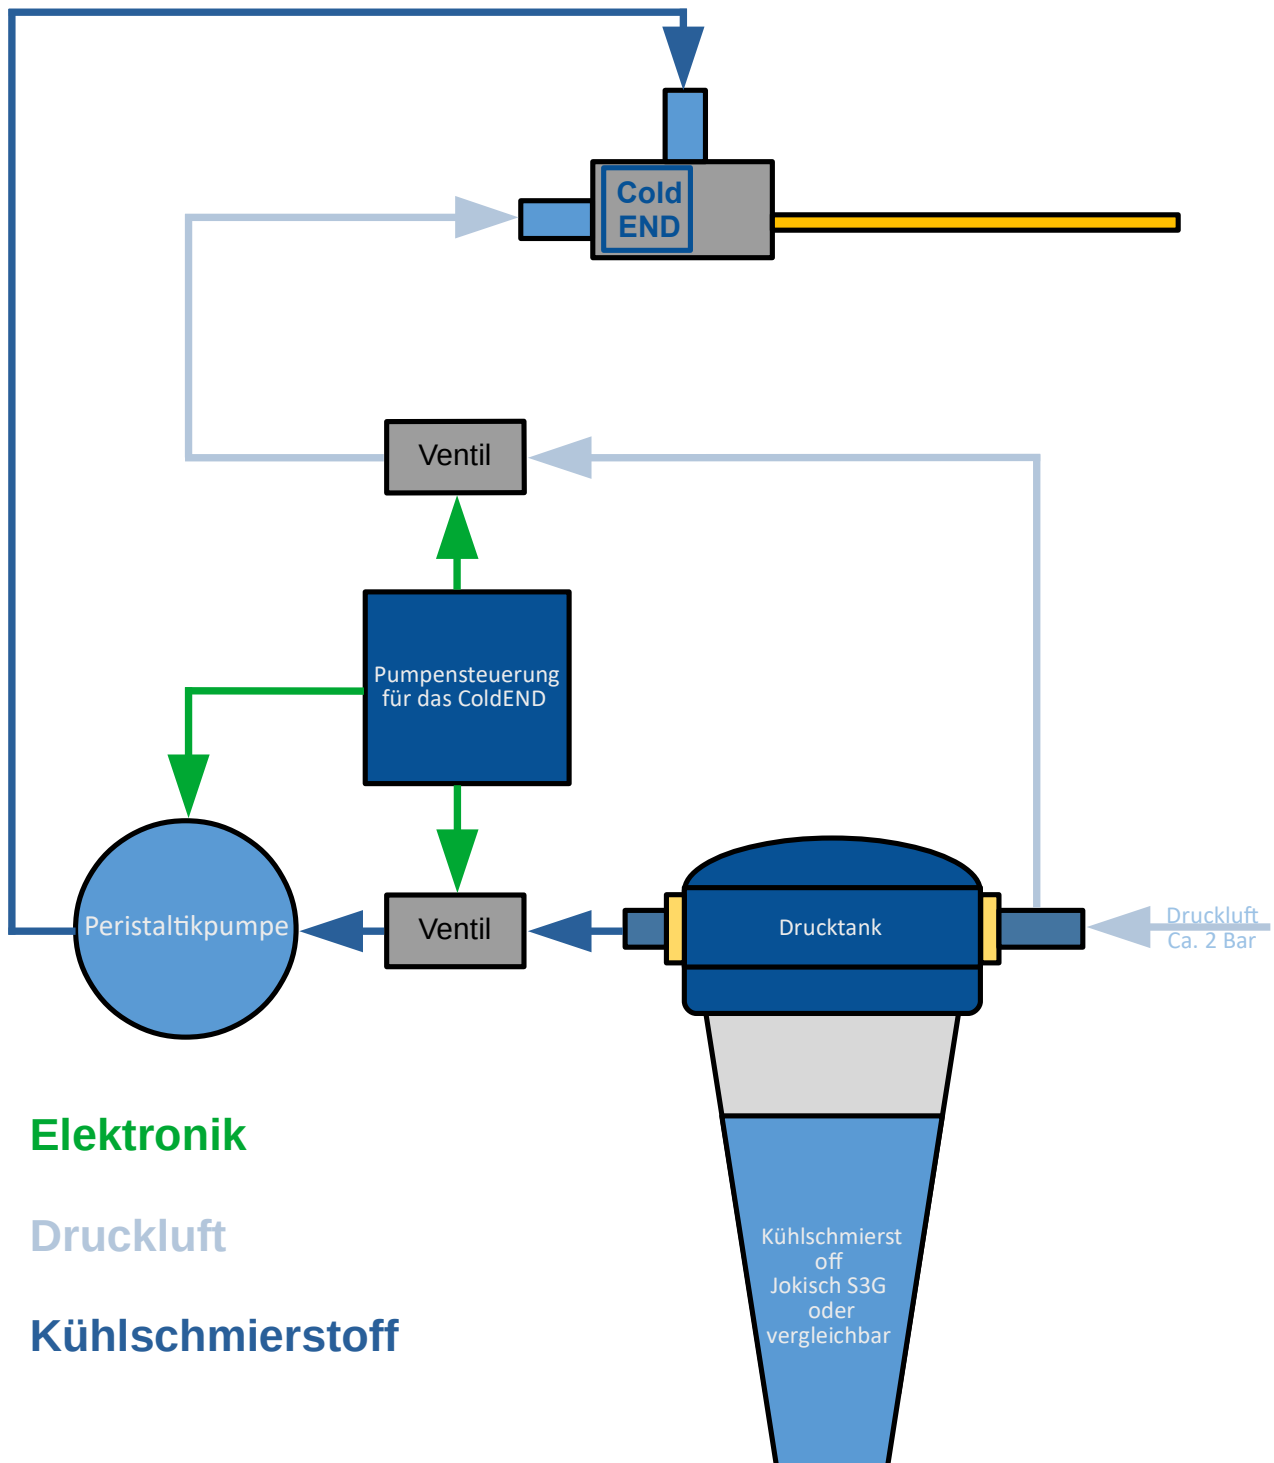 Cold
END
Ventil
Pumpensteuerung
für das ColdEND
Peristaltikpumpe
Ventil
Drucktank
Druckluft
Ca. 2 Bar
Elektronik
Druckluft
Kühlschmierstoff
Kühlschmierst
off
Jokisch S3G
oder
vergleichbar